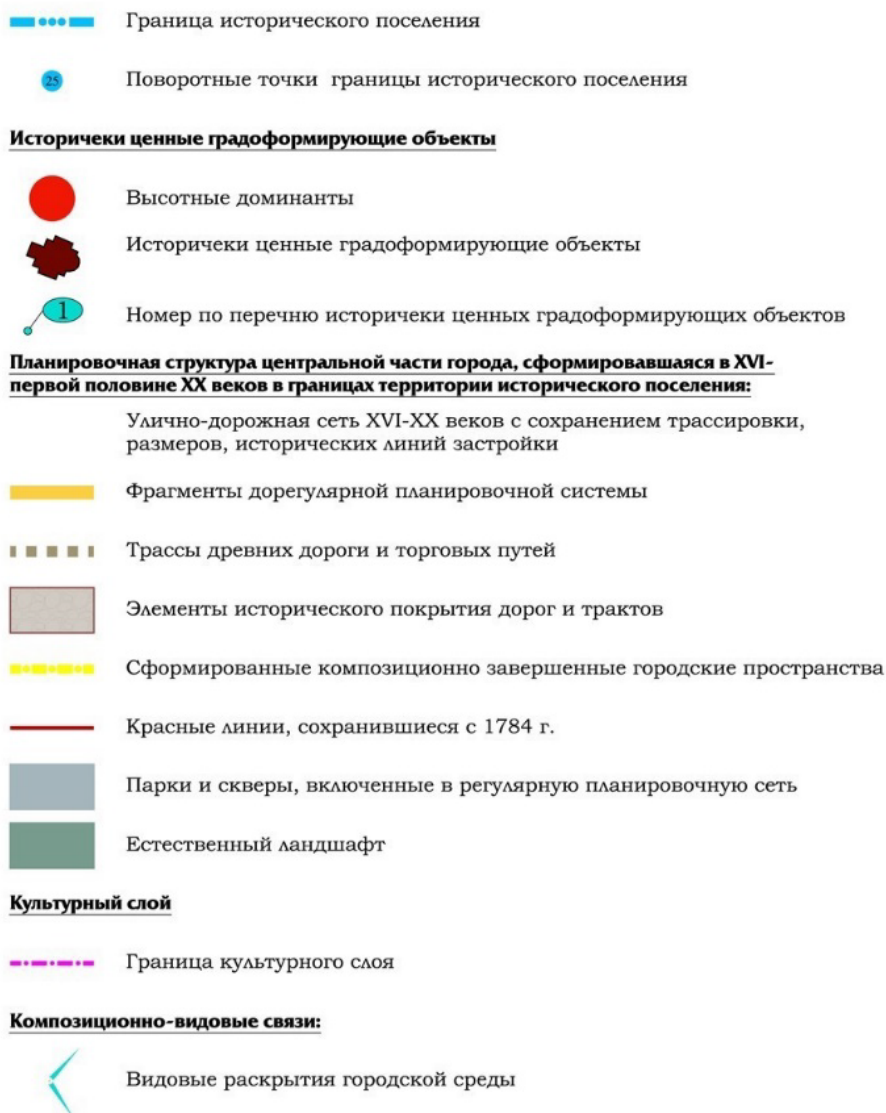 Граница исторического поселения
25
Поворотные точки границы исторического поселения
Историчеки ценные градоформирующие объекты
Высотные доминанты
Историчеки ценные градоформирующие объекты
1
Номер по перечню историчеки ценных градоформирующих объектов
Планировочная структура центральной части города, сформировавшаяся в XVI-
первой половине XX веков в границах территории исторического поселения:
Улично-дорожная сеть XVI-XX веков с сохранением трассировки,
размеров, исторических линий застройки
Фрагменты дорегулярной планировочной системы
Трассы древних дороги и торговых путей
Элементы исторического покрытия дорог и трактов
Сформированные композиционно завершенные городские пространства
Красные линии, сохранившиеся с 1784 г.
Парки и скверы, включенные в регулярную планировочную сеть
Естественный ландшафт
Культурный слой
Граница культурного слоя
Композиционно-видовые связи:
Видовые раскрытия городской среды